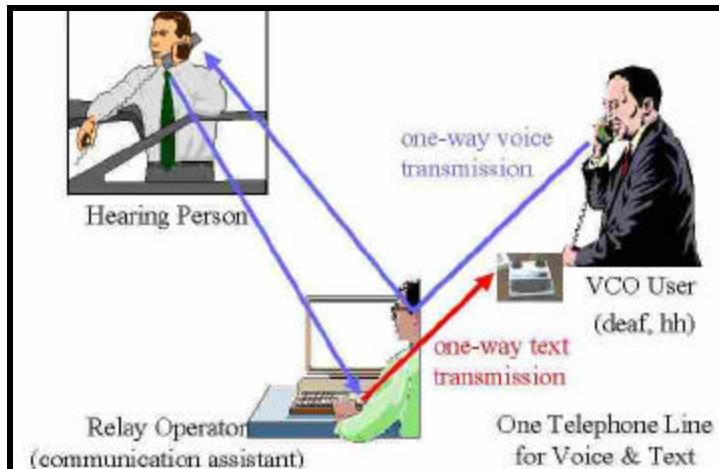 one-way voice
transmission
Hearing Person
VCO User
(deaf, hh)
one-way text
transmission
Relay Operator
(communication assistant)
One Telephone Line
for Voice & Text